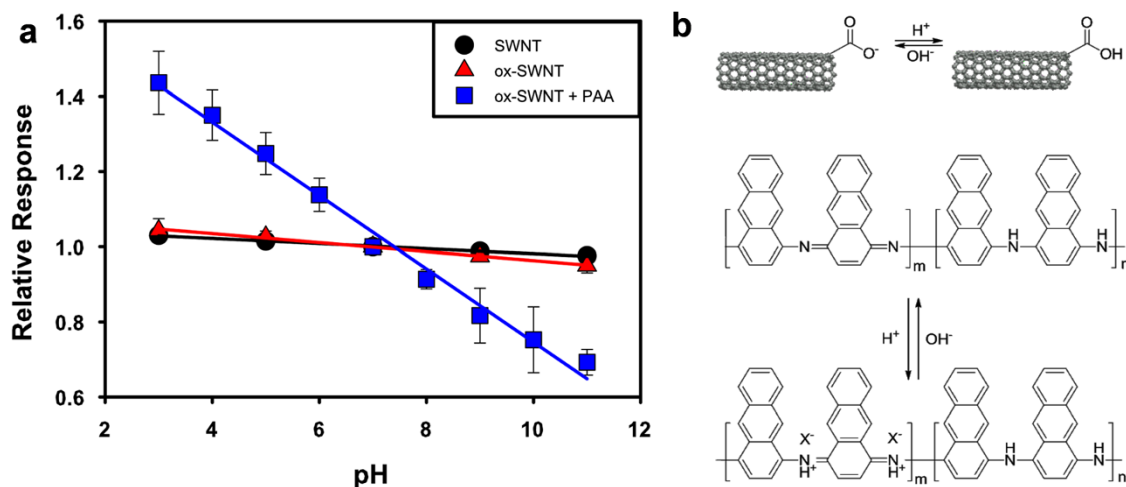 a
1.6
1.4
1.2
1.0
0.8
0.6
2 4 6 8 10 12
Relative Response
pH
SWNT
ox-SWNT
ox-SWNT + PAA
b
O
O-
H+
OH-
O
OH
N N m H N H N n
H+ OH-
X- X-
N H+ N H+ m H N H N n